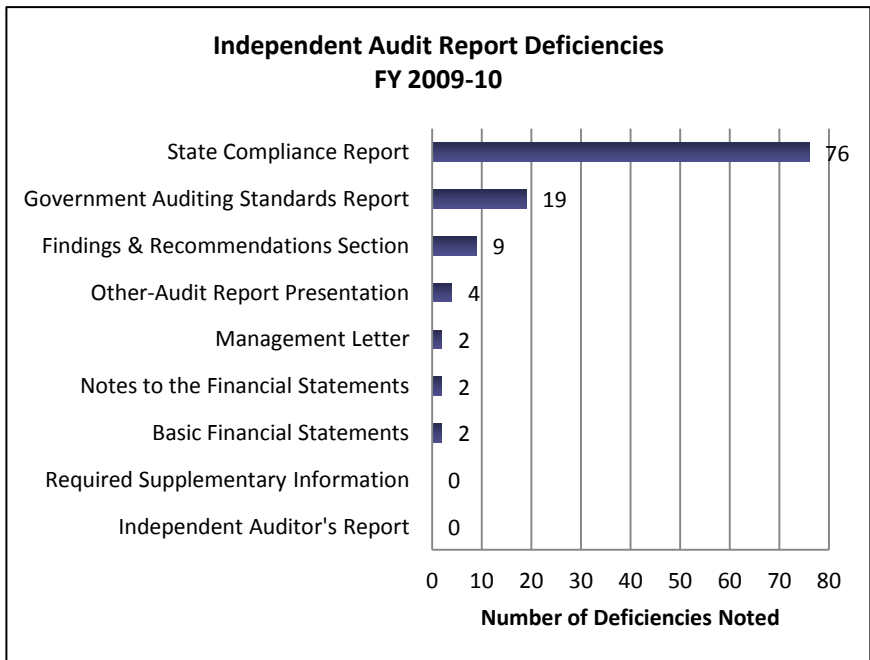 Independent Audit Report Deficiencies
FY 2009-10
State Compliance Report 76
Government Auditing Standards Report 19
Findings & Recommendations Section 9
Other-Audit Report Presentation 4
Management Letter 2
Notes to the Financial Statements 2
Basic Financial Statements 2
Required Supplementary Information 0
Independent Auditor's Report 0
0 10 20 30 40 50 60 70 80
Number of Deficiencies Noted